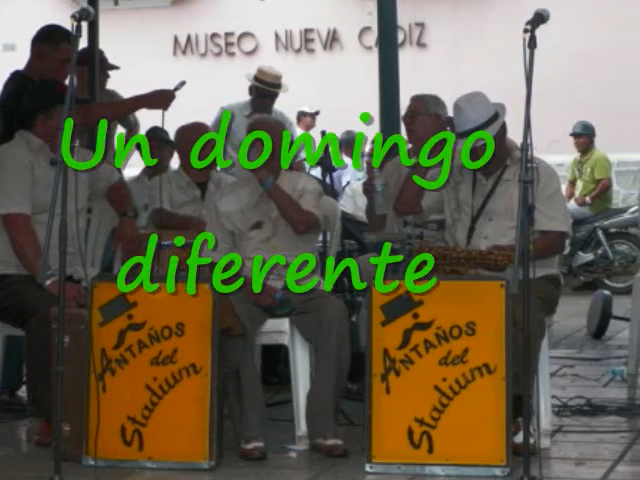 MUSEO NUEVA CADIZ
Un domingo
diferente
ANTAÑOS
del
Stadium
ANTAÑOS
del
Stadium